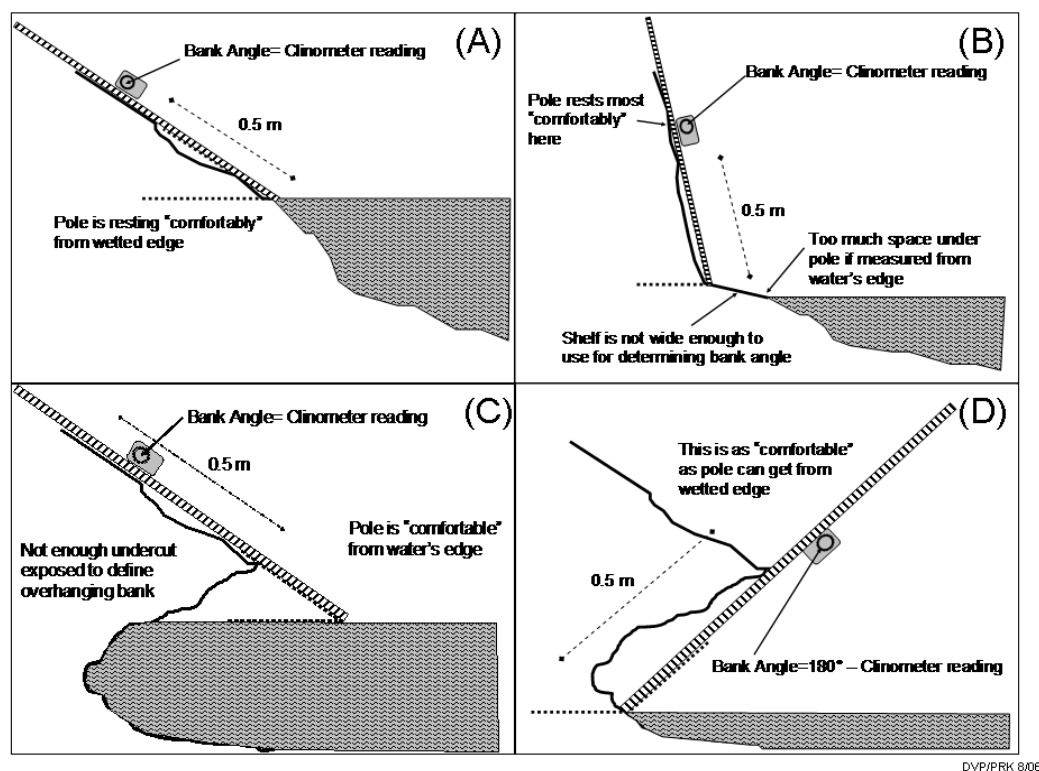 (A)
Bank Angle= Clinometer reading
0.5 m
Pole is resting "comfortably"
from wetted edge
(B)
Bank Angle= Clinometer reading
Pole rests most
"comfortably"
here
0.5 m
Too much space under
pole if measured from
water's edge
Shelf is not wide enough to
use for determining bank angle
(C)
Bank Angle= Clinometer reading
0.5 m
Pole is "comfortable"
from water's edge
Not enough undercut
exposed to define
overhanging bank
(D)
This is as "comfortable"
as pole can get from
wetted edge
0.5 m
Bank Angle=180° – Clinometer reading
DVP/PRK 8/06